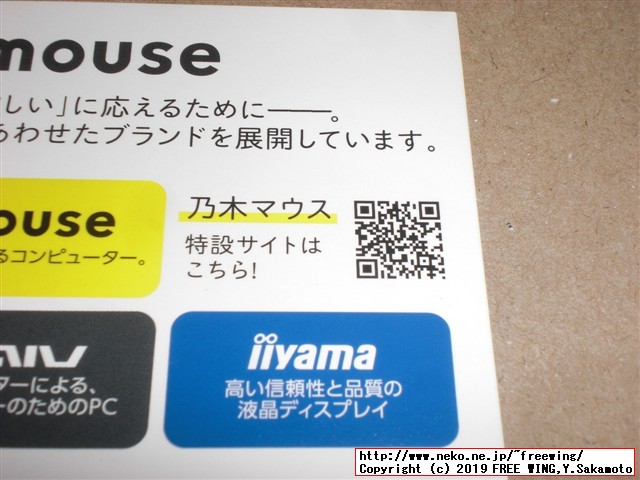 mouse
しい」に応えるために――。
あわせたブランドを展開しています。
ouse
るコンピューター。
乃木マウス
特設サイトは
こちら!
ターによる、
ーのためのPC
iiyama
高い信頼性と品質の
液晶ディスプレイ
http://www.neko.ne.jp/~freewing/
Copyright (c) 2019 FREE WING,Y.Sakamoto